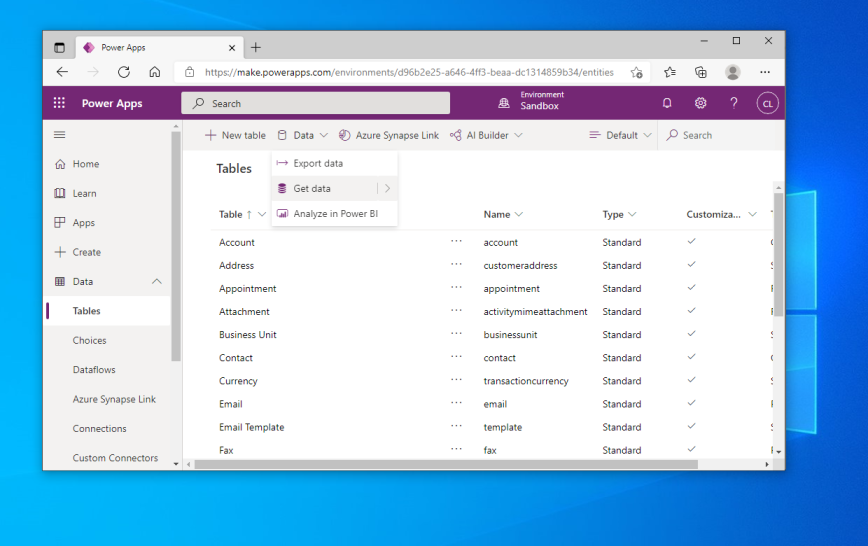 Power Apps
https://make.powerapps.com/environments/d96b2e25-a646-4ff3-beaa-dc1314859b34/entities
Power Apps
Search
Environment
Sandbox
CL
New table
Data
Azure Synapse Link
AI Builder
Default
Search
Home
Learn
Apps
Create
Data
Tables
Choices
Dataflows
Azure Synapse Link
Connections
Custom Connectors
Tables
Export data
Get data
Analyze in Power BI
Table Name Type Customiza...
Account account Standard
Address customeraddress Standard
Appointment appointment Standard
Attachment activitymimeattachment Standard
Business Unit businessunit Standard
Contact contact Standard
Currency transactioncurrency Standard
Email email Standard
Email Template template Standard
Fax fax Standard